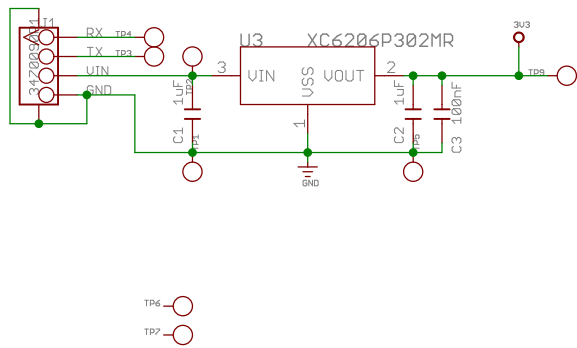 J1
RX
TP4
TX
TP3
VIN
GND
TP2
1uF
C1
TP1
U3
XC6206P302MR
3
VIN
VSS
VOUT
2
1
GND
1uF
C2
TP5
100nF
C3
3V3
TP9
TP6
TP7